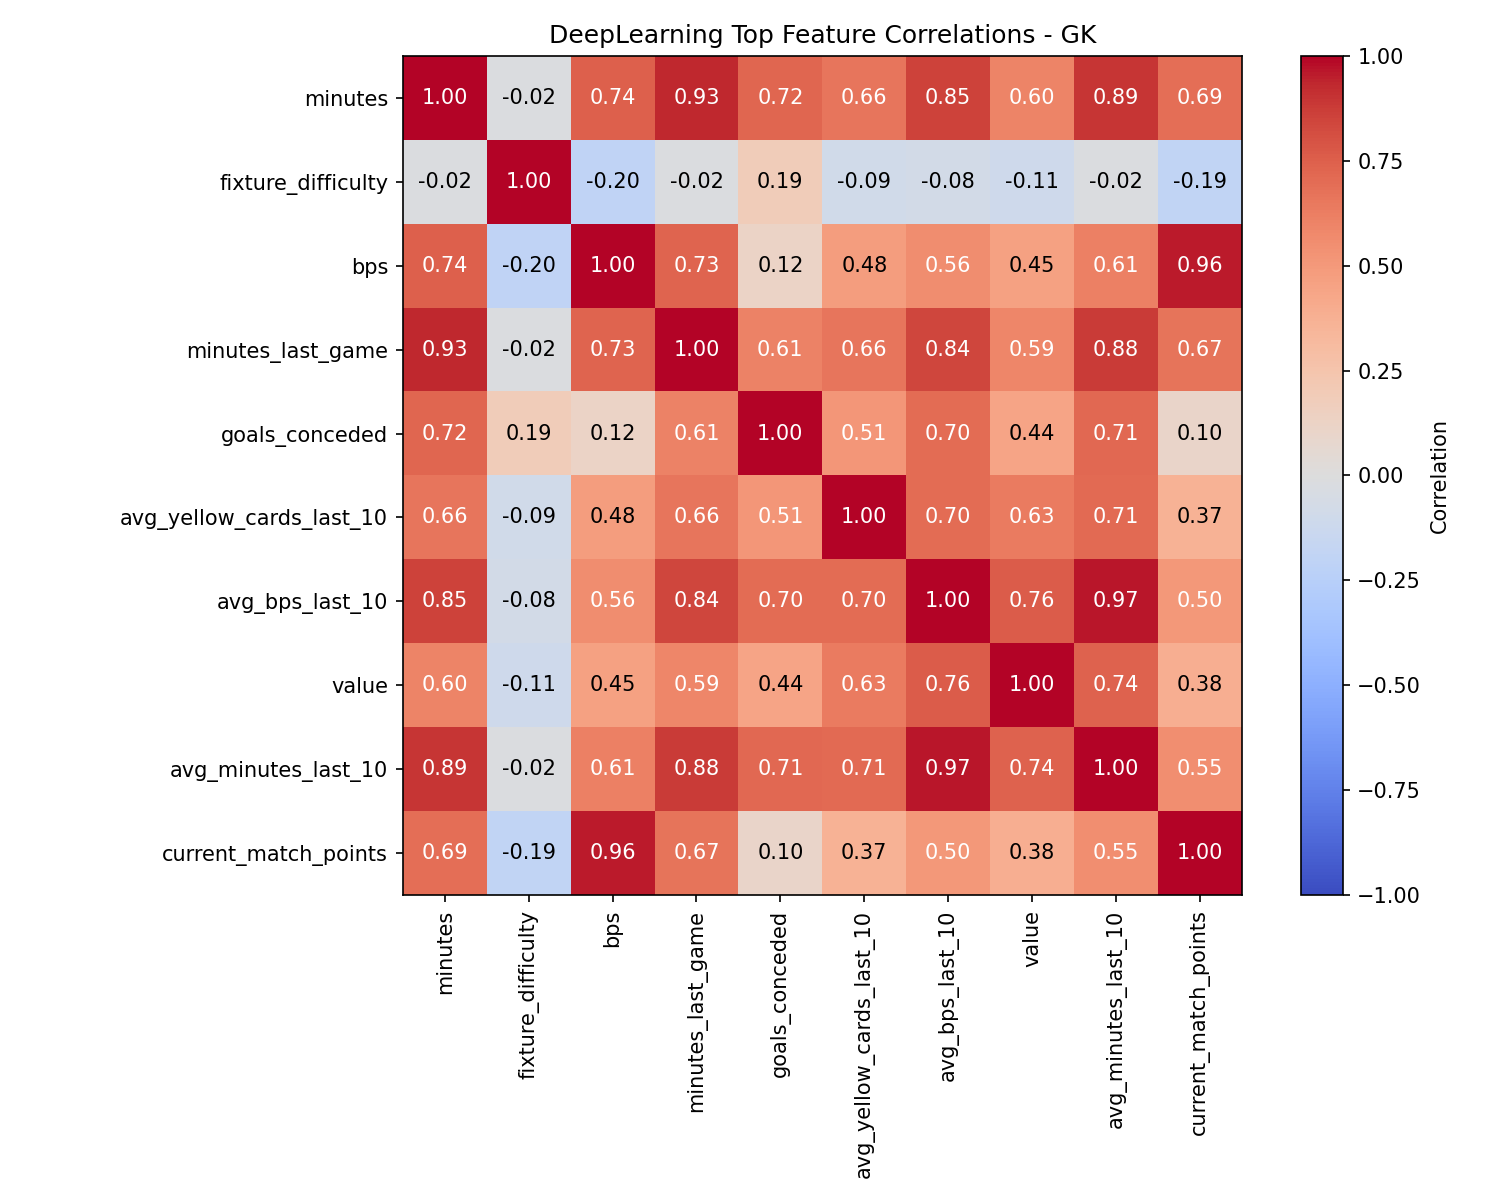 DeepLearning Top Feature Correlations - GK
minutes 1.00 -0.02 0.74 0.93 0.72 0.66 0.85 0.60 0.89 0.69
fixture_difficulty -0.02 1.00 -0.20 -0.02 0.19 -0.09 -0.08 -0.11 -0.02 -0.19
bps 0.74 -0.20 1.00 0.73 0.12 0.48 0.56 0.45 0.61 0.96
minutes_last_game 0.93 -0.02 0.73 1.00 0.61 0.66 0.84 0.59 0.88 0.67
goals_conceded 0.72 0.19 0.12 0.61 1.00 0.51 0.70 0.44 0.71 0.10
avg_yellow_cards_last_10 0.66 -0.09 0.48 0.66 0.51 1.00 0.70 0.63 0.71 0.37
avg_bps_last_10 0.85 -0.08 0.56 0.84 0.70 0.70 1.00 0.76 0.97 0.50
value 0.60 -0.11 0.45 0.59 0.44 0.63 0.76 1.00 0.74 0.38
avg_minutes_last_10 0.89 -0.02 0.61 0.88 0.71 0.71 0.97 0.74 1.00 0.55
current_match_points 0.69 -0.19 0.96 0.67 0.10 0.37 0.50 0.38 0.55 1.00
minutes
fixture_difficulty
bps
minutes_last_game
goals_conceded
avg_yellow_cards_last_10
avg_bps_last_10
value
avg_minutes_last_10
current_match_points
1.00
0.75
0.50
0.25
0.00
−0.25
−0.50
−0.75
−1.00
Correlation